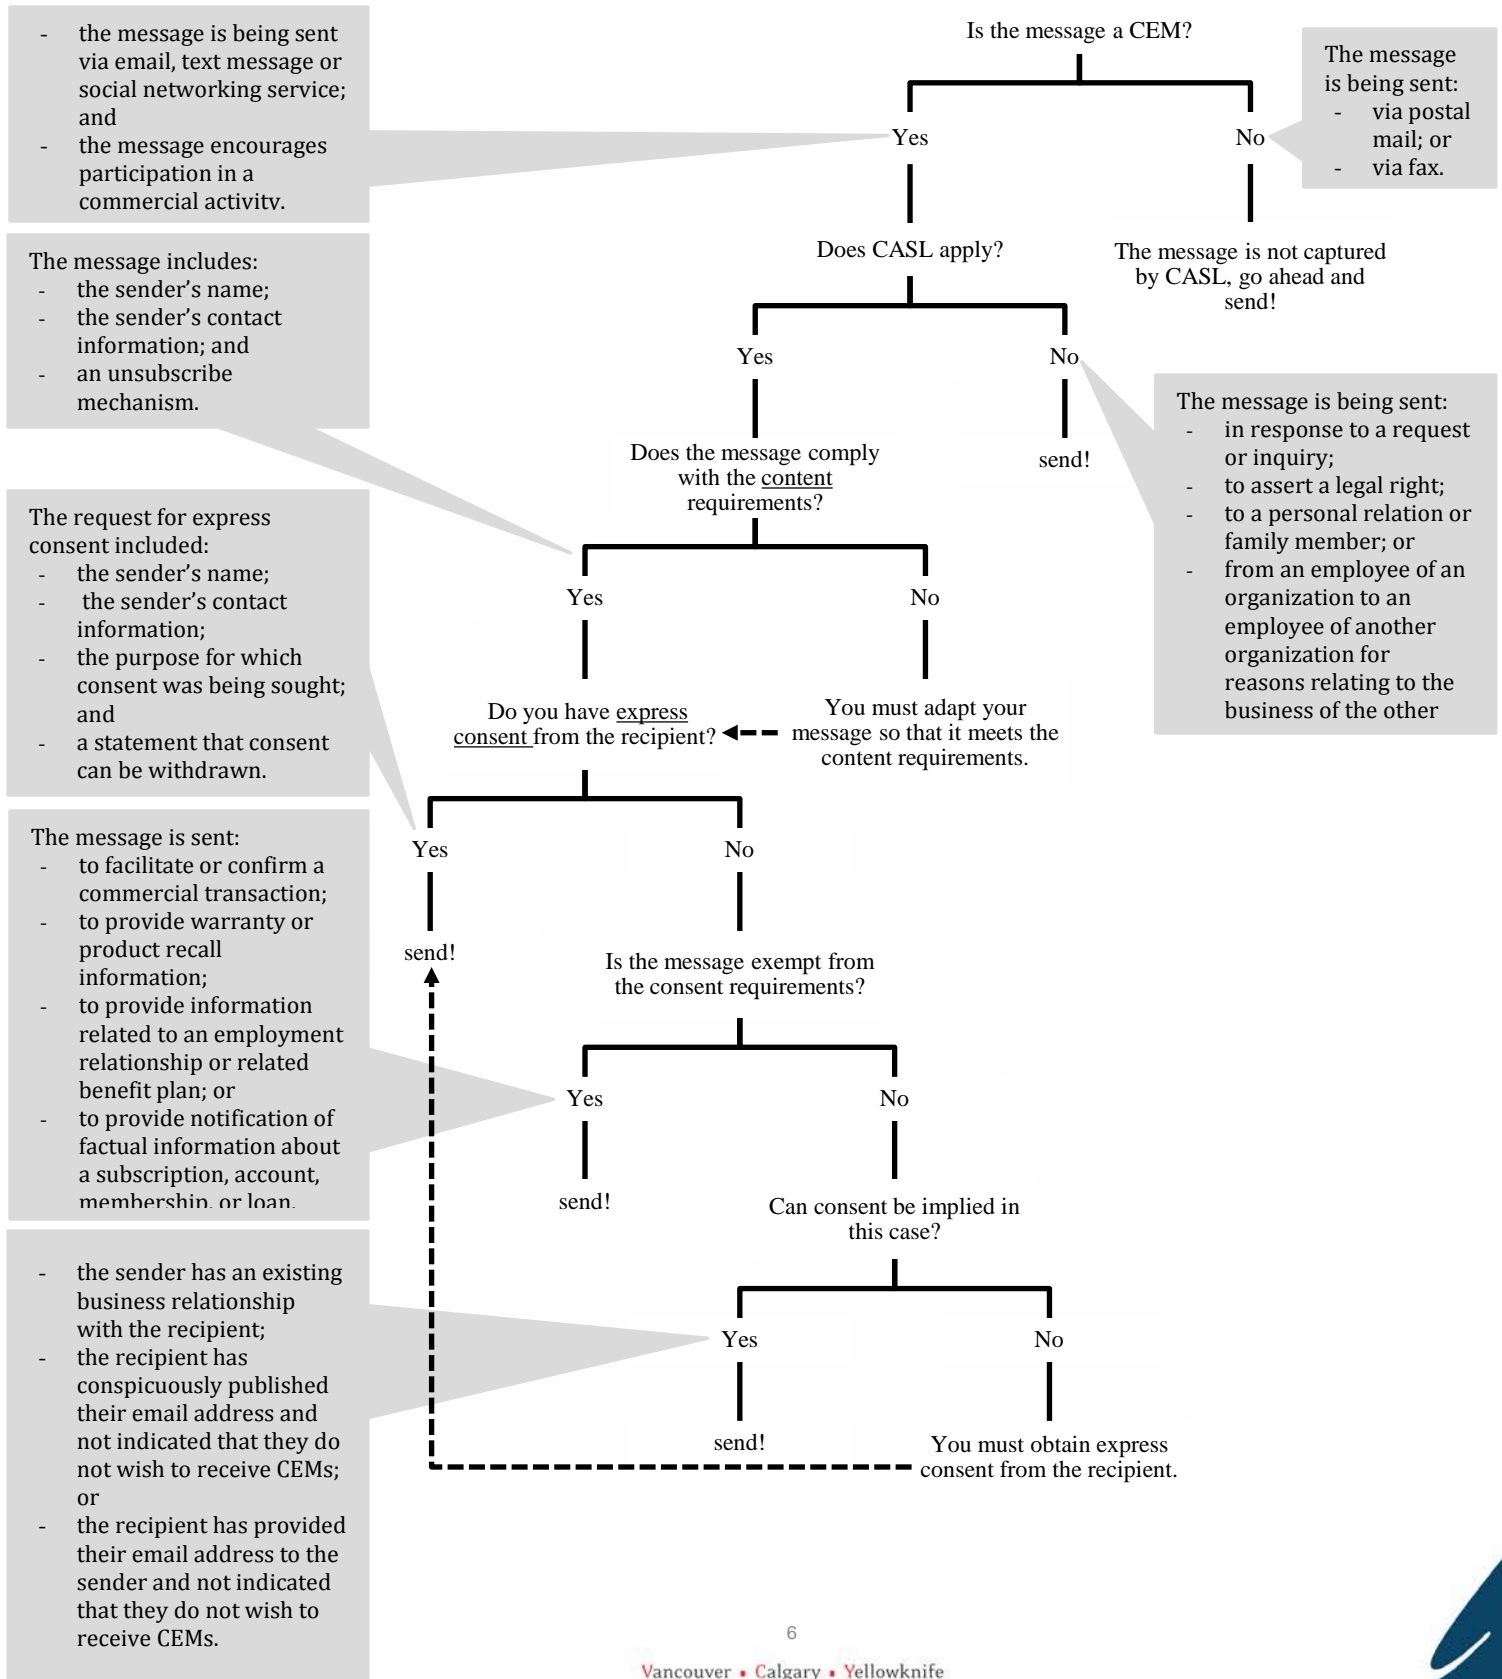 - the message is being sent
via email, text message or
social networking service;
and
- the message encourages
participation in a
commercial activity.
Is the message a CEM?
The message
is being sent:
- via postal
mail; or
- via fax.
Yes
No
The message includes:
- the sender’s name;
- the sender’s contact
information; and
- an unsubscribe
mechanism.
Does CASL apply?
The message is not captured
by CASL, go ahead and
send!
Yes
No
The message is being sent:
- in response to a request
or inquiry;
- to assert a legal right;
- to a personal relation or
family member; or
- from an employee of an
organization to an
employee of another
organization for
reasons relating to the
business of the other
Does the message comply
with the content
requirements?
send!
The request for express
consent included:
- the sender’s name;
- the sender’s contact
information;
- the purpose for which
consent was being sought;
and
- a statement that consent
can be withdrawn.
Yes
No
Do you have express
consent from the recipient?
You must adapt your
message so that it meets the
content requirements.
The message is sent:
- to facilitate or confirm a
commercial transaction;
- to provide warranty or
product recall
information;
- to provide information
related to an employment
relationship or related
benefit plan; or
- to provide notification of
factual information about
a subscription, account,
membership, or loan.
Yes
No
send!
Is the message exempt from
the consent requirements?
Yes
No
send!
Can consent be implied in
this case?
- the sender has an existing
business relationship
with the recipient;
- the recipient has
conspicuously published
their email address and
not indicated that they do
not wish to receive CEMs;
or
- the recipient has provided
their email address to the
sender and not indicated
that they do not wish to
receive CEMs.
Yes
No
send!
You must obtain express
consent from the recipient.
6
Vancouver ▪ Calgary ▪ Yellowknife